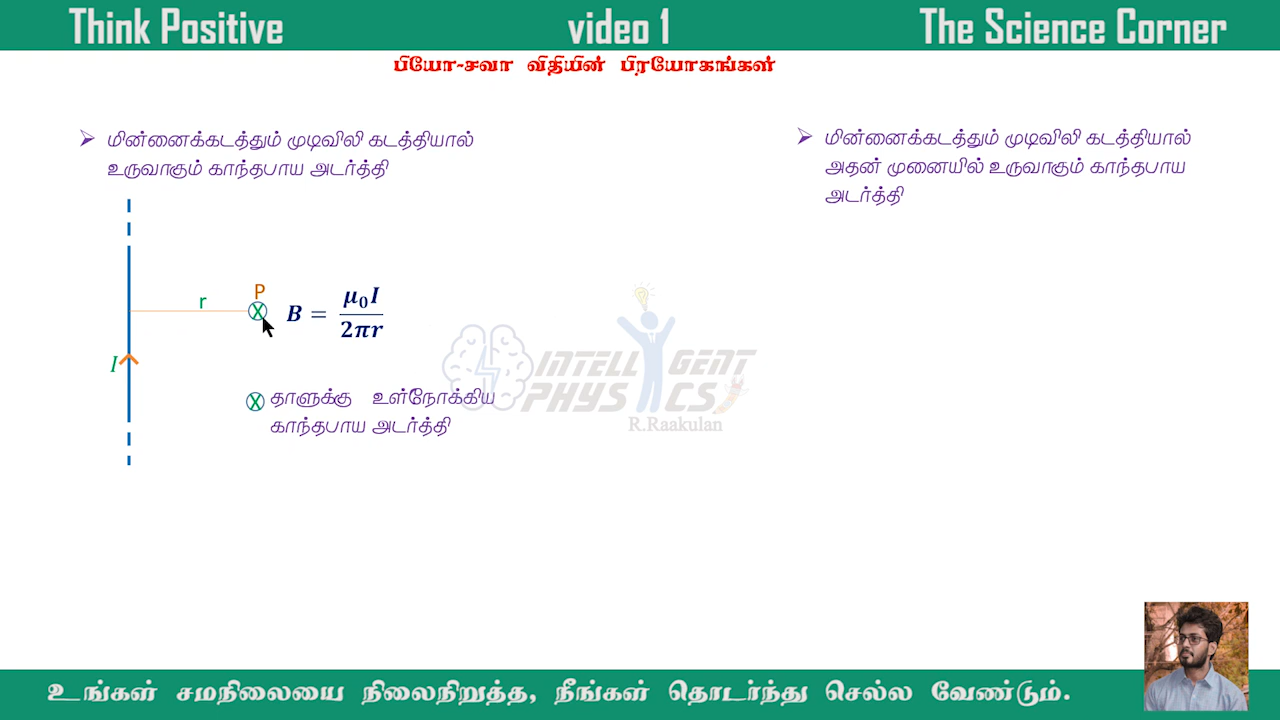 Think Positive
video 1
The Science Corner
பியோ-சவா விதியின் பிரயோகங்கள்
மின்னைக்கடத்தும் முடிவிலி கடத்தியால்
உருவாகும் காந்தபாய அடர்த்தி
மின்னைக்கடத்தும் முடிவிலி கடத்தியால்
அதன் முனையில் உருவாகும் காந்தபாய
அடர்த்தி
P
r
X
B = μ₀I / 2πr
I
X தாளுக்கு உள்நோக்கிய
காந்தபாய அடர்த்தி
INTELLIGENT
PHYSICS
R.Raakulan
உங்கள் சமநிலையை நிலைநிறுத்த, நீங்கள் தொடர்ந்து செல்ல வேண்டும்.